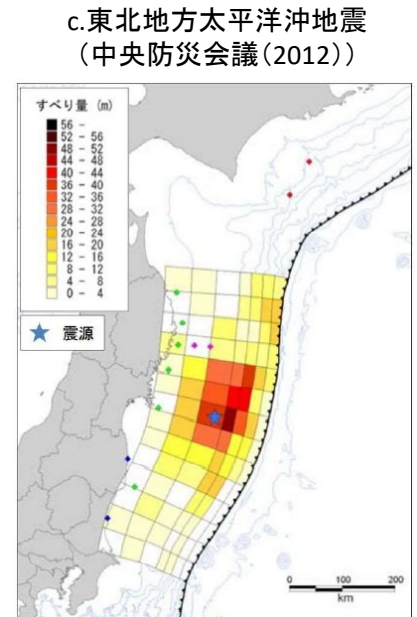 c.東北地方太平洋沖地震
（中央防災会議（2012））
すべり量 (m)
56 -
52 - 56
48 - 52
44 - 48
40 - 44
36 - 40
32 - 36
28 - 32
24 - 28
20 - 24
16 - 20
12 - 16
8 - 12
4 - 8
0 - 4
震源
0 100 200
km